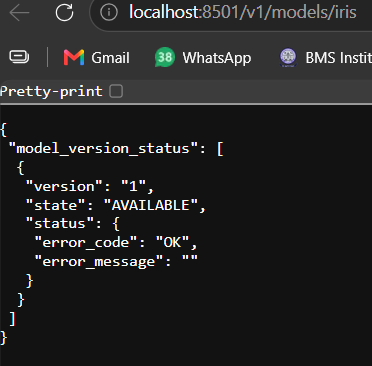 localhost:8501/v1/models/iris
Gmail
38 WhatsApp
BMS Instit
Pretty-print
{
 "model_version_status": [
  {
   "version": "1",
   "state": "AVAILABLE",
   "status": {
    "error_code": "OK",
    "error_message": ""
   }
  }
 ]
}